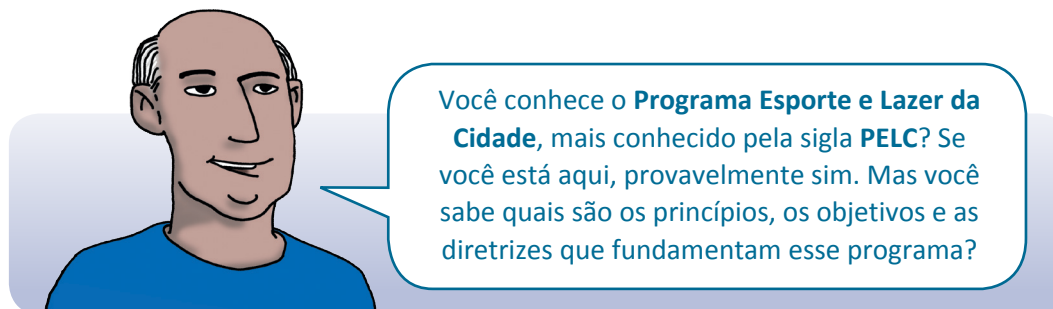 Você conhece o Programa Esporte e Lazer da
Cidade, mais conhecido pela sigla PELC? Se
você está aqui, provavelmente sim. Mas você
sabe quais são os princípios, os objetivos e as
diretrizes que fundamentam esse programa?